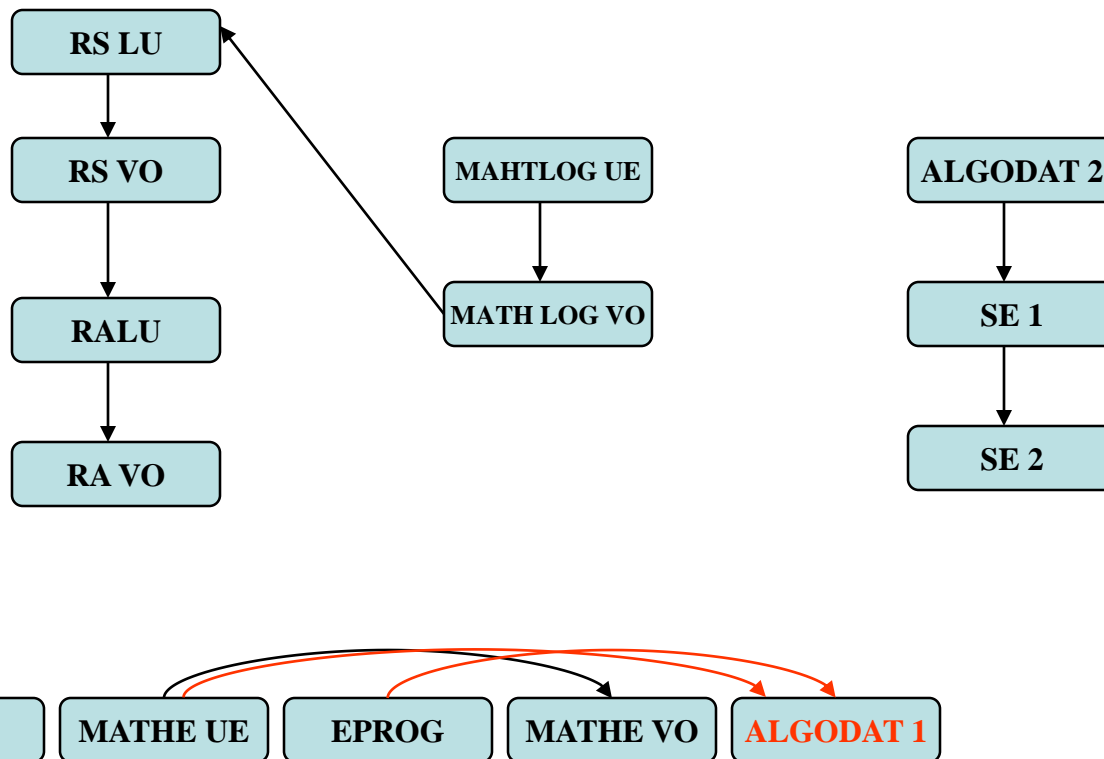 RS LU
RS VO
MAHTLOG UE
ALGODAT 2
RALU
MATH LOG VO
SE 1
RA VO
SE 2
MATHE UE
EPROG
MATHE VO
ALGODAT 1